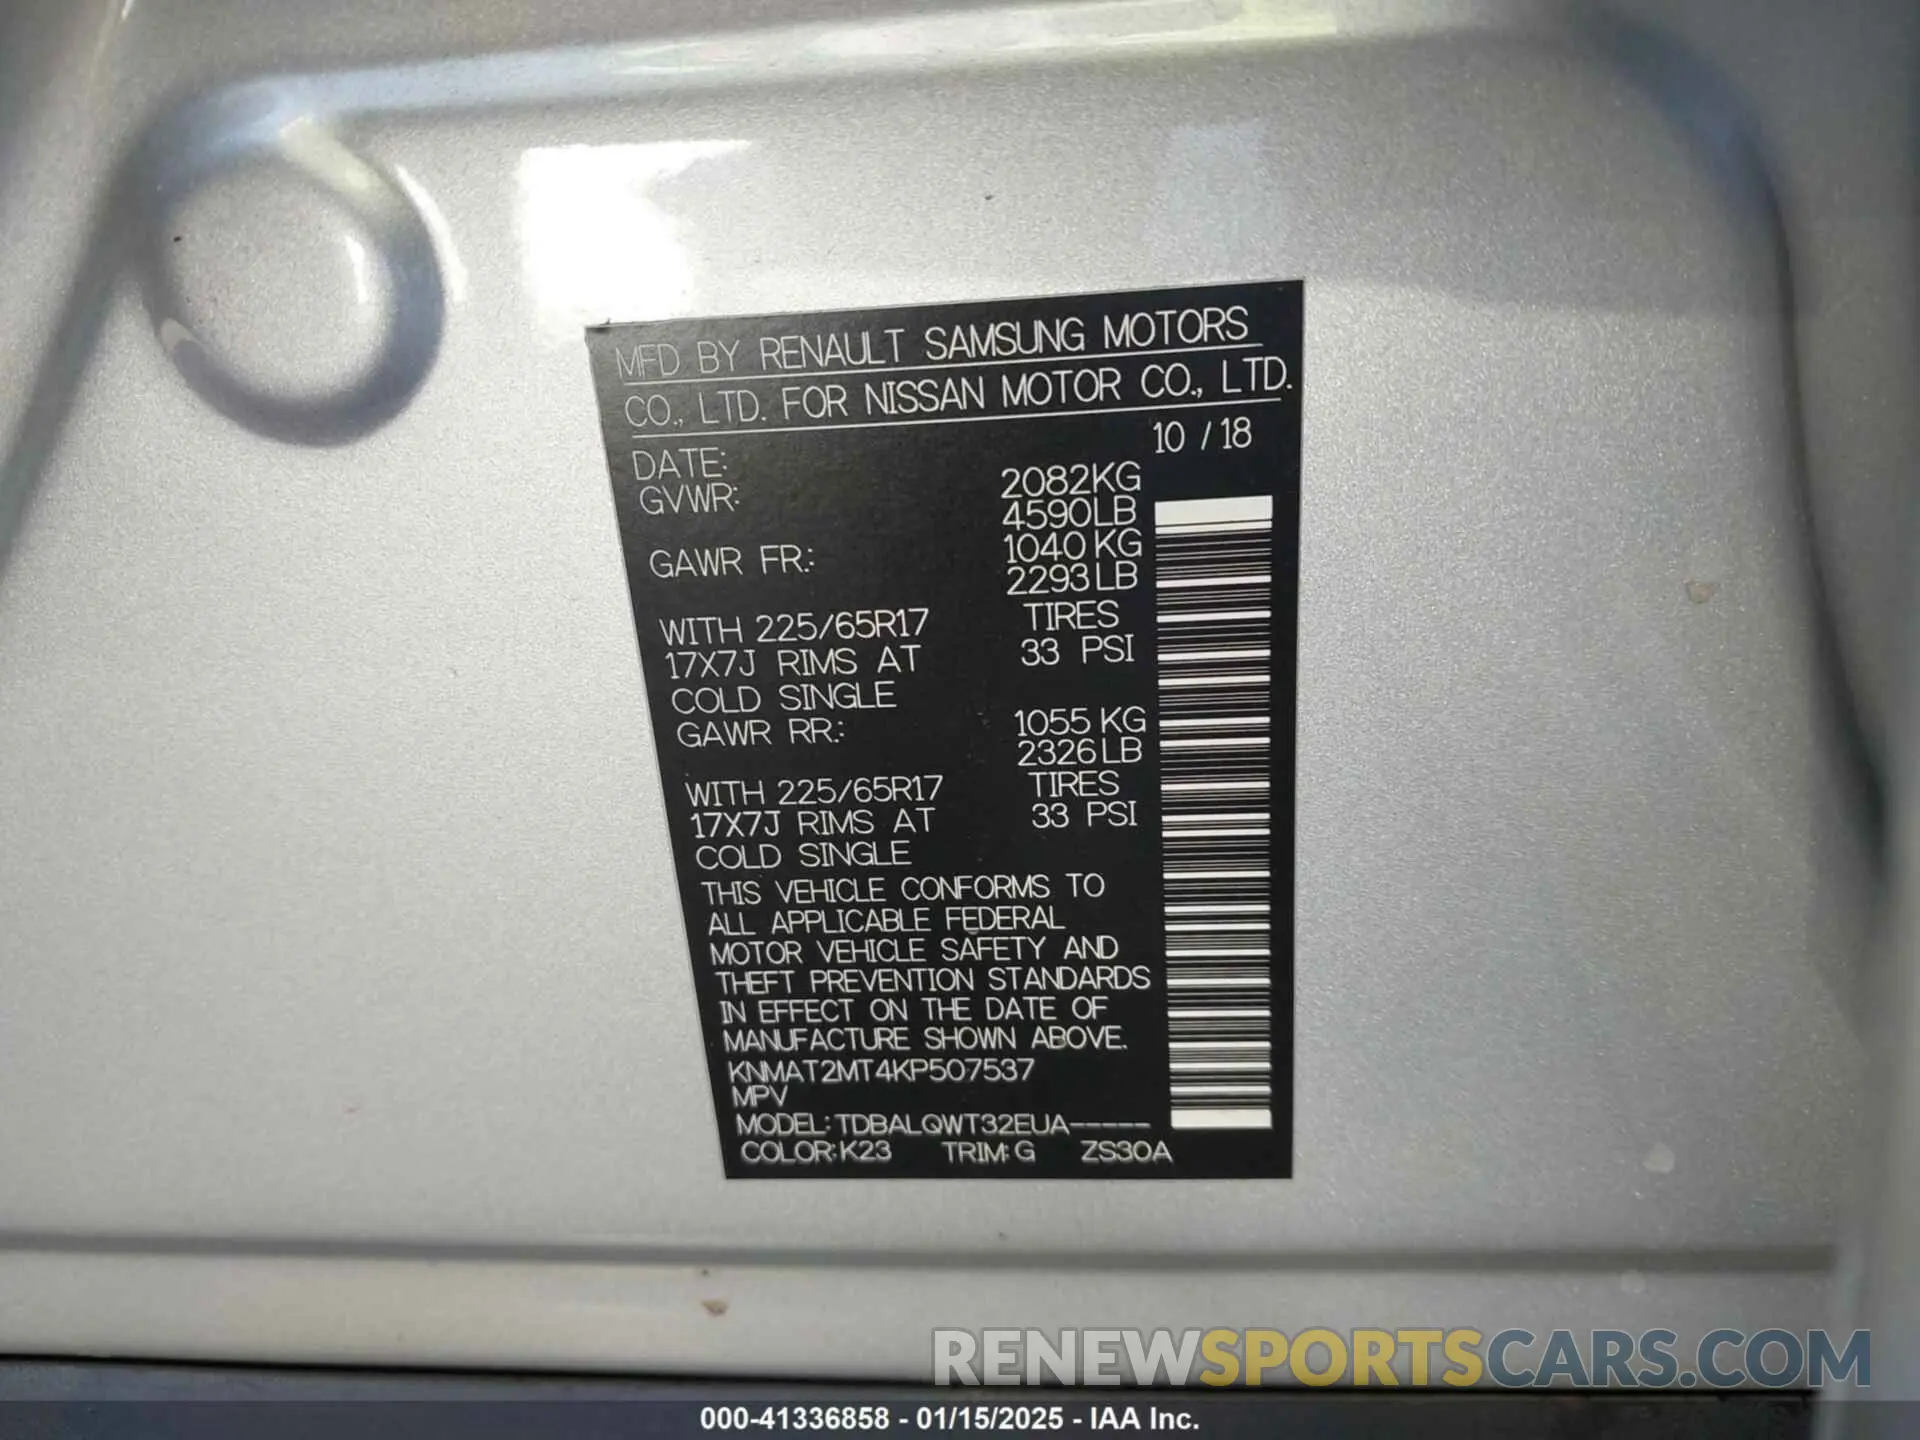 MFD BY RENAULT SAMSUNG MOTORS
CO., LTD. FOR NISSAN MOTOR CO., LTD.
DATE: 10 / 18
GVWR: 2082KG
4590LB
GAWR FR.: 1040 KG
2293LB
WITH 225/65R17 TIRES
17X7J RIMS AT 33 PSI
COLD SINGLE
GAWR RR.: 1055 KG
2326LB
WITH 225/65R17 TIRES
17X7J RIMS AT 33 PSI
COLD SINGLE
THIS VEHICLE CONFORMS TO
ALL APPLICABLE FEDERAL
MOTOR VEHICLE SAFETY AND
THEFT PREVENTION STANDARDS
IN EFFECT ON THE DATE OF
MANUFACTURE SHOWN ABOVE.
KNMAT2MT4KP507537
MPV
MODEL: TDBALQWT32EUA-----
COLOR: K23 TRIM: G ZS30A
RENEWSPORTSCARS.COM
000-41336858 - 01/15/2025 - IAA Inc.